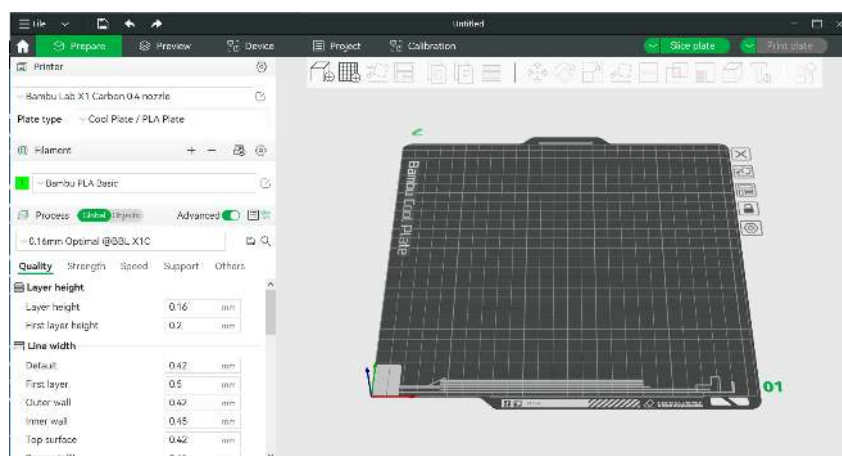 File
Untitled
Prepare
Preview
Device
Project
Calibration
Slice plate
Print plate
Printer
Bambu Lab X1 Carbon 0.4 nozzle
Plate type
Cool Plate / PLA Plate
Filament
1
Bambu PLA Basic
Process
Global
Objects
Advanced
0.16mm Optimal @BBL X1C
Quality
Strength
Speed
Support
Others
Layer height
Layer height 0.16 mm
First layer height 0.2 mm
Line width
Default 0.42 mm
First layer 0.5 mm
Outer wall 0.42 mm
Inner wall 0.45 mm
Top surface 0.42 mm
Bambu Cool Plate
01